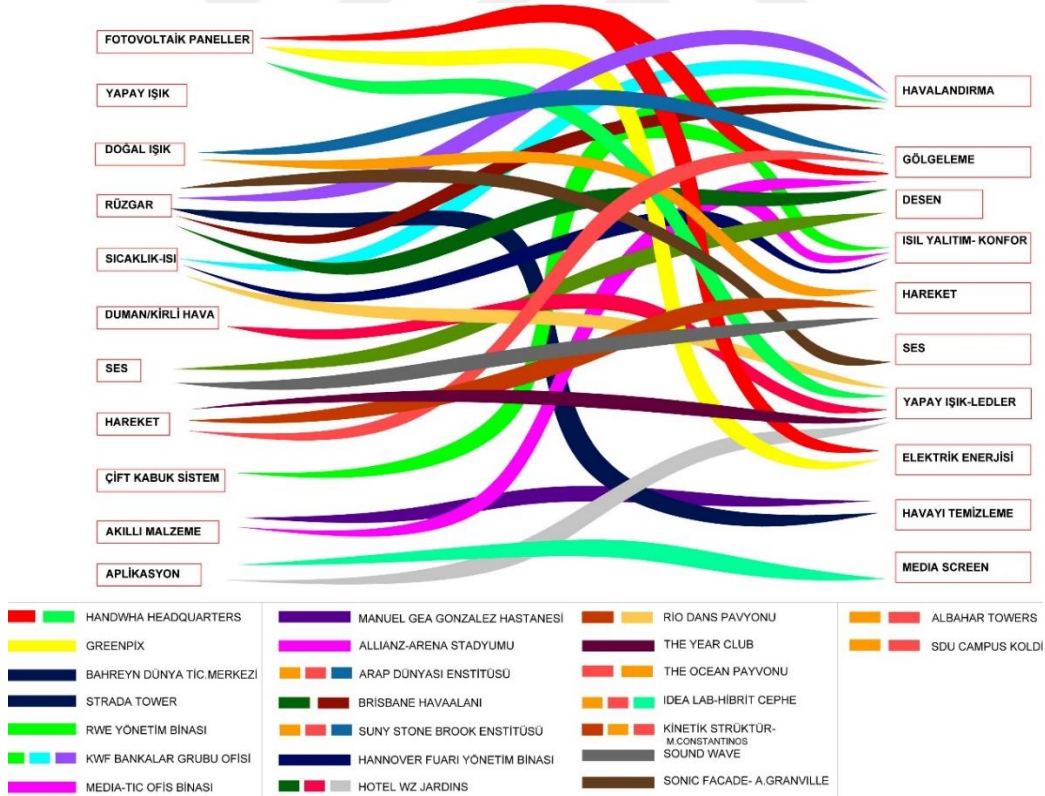 FOTOVOLTAİK PANELLER
YAPAY IŞIK
DOĞAL IŞIK
RÜZGAR
SICAKLIK-ISI
DUMAN/KİRLİ HAVA
SES
HAREKET
ÇİFT KABUK SİSTEM
AKILLI MALZEME
APLİKASYON
HAVALANDIRMA
GÖLGELEME
DESEN
ISIL YALITIM- KONFOR
HAREKET
SES
YAPAY IŞIK-LEDLER
ELEKTRİK ENERJİSİ
HAVAYI TEMİZLEME
MEDIA SCREEN
HANDWHA HEADQUARTERS
GREENPİX
BAHREYN DÜNYA TİC.MERKEZİ
STRADA TOWER
RWE YÖNETİM BİNASI
KWF BANKALAR GRUBU OFİSİ
MEDIA-TIC OFİS BİNASI
MANUEL GEA GONZALEZ HASTANESİ
ALLIANZ-ARENA STADYUMU
ARAP DÜNYASI ENSTİTÜSÜ
BRİSBANE HAVAALANI
SUNY STONE BROOK ENSTİTÜSÜ
HANNOVER FUARI YÖNETİM BİNASI
HOTEL WZ JARDINS
RİO DANS PAVYONU
THE YEAR CLUB
THE OCEAN PAYVONU
IDEA LAB-HİBRİT CEPHE
KİNETİK STRÜKTÜR-
M.CONSTANTINOS
SOUND WAVE
SONIC FACADE- A.GRANVILLE
ALBAHAR TOWERS
SDU CAMPUS KOLDİ